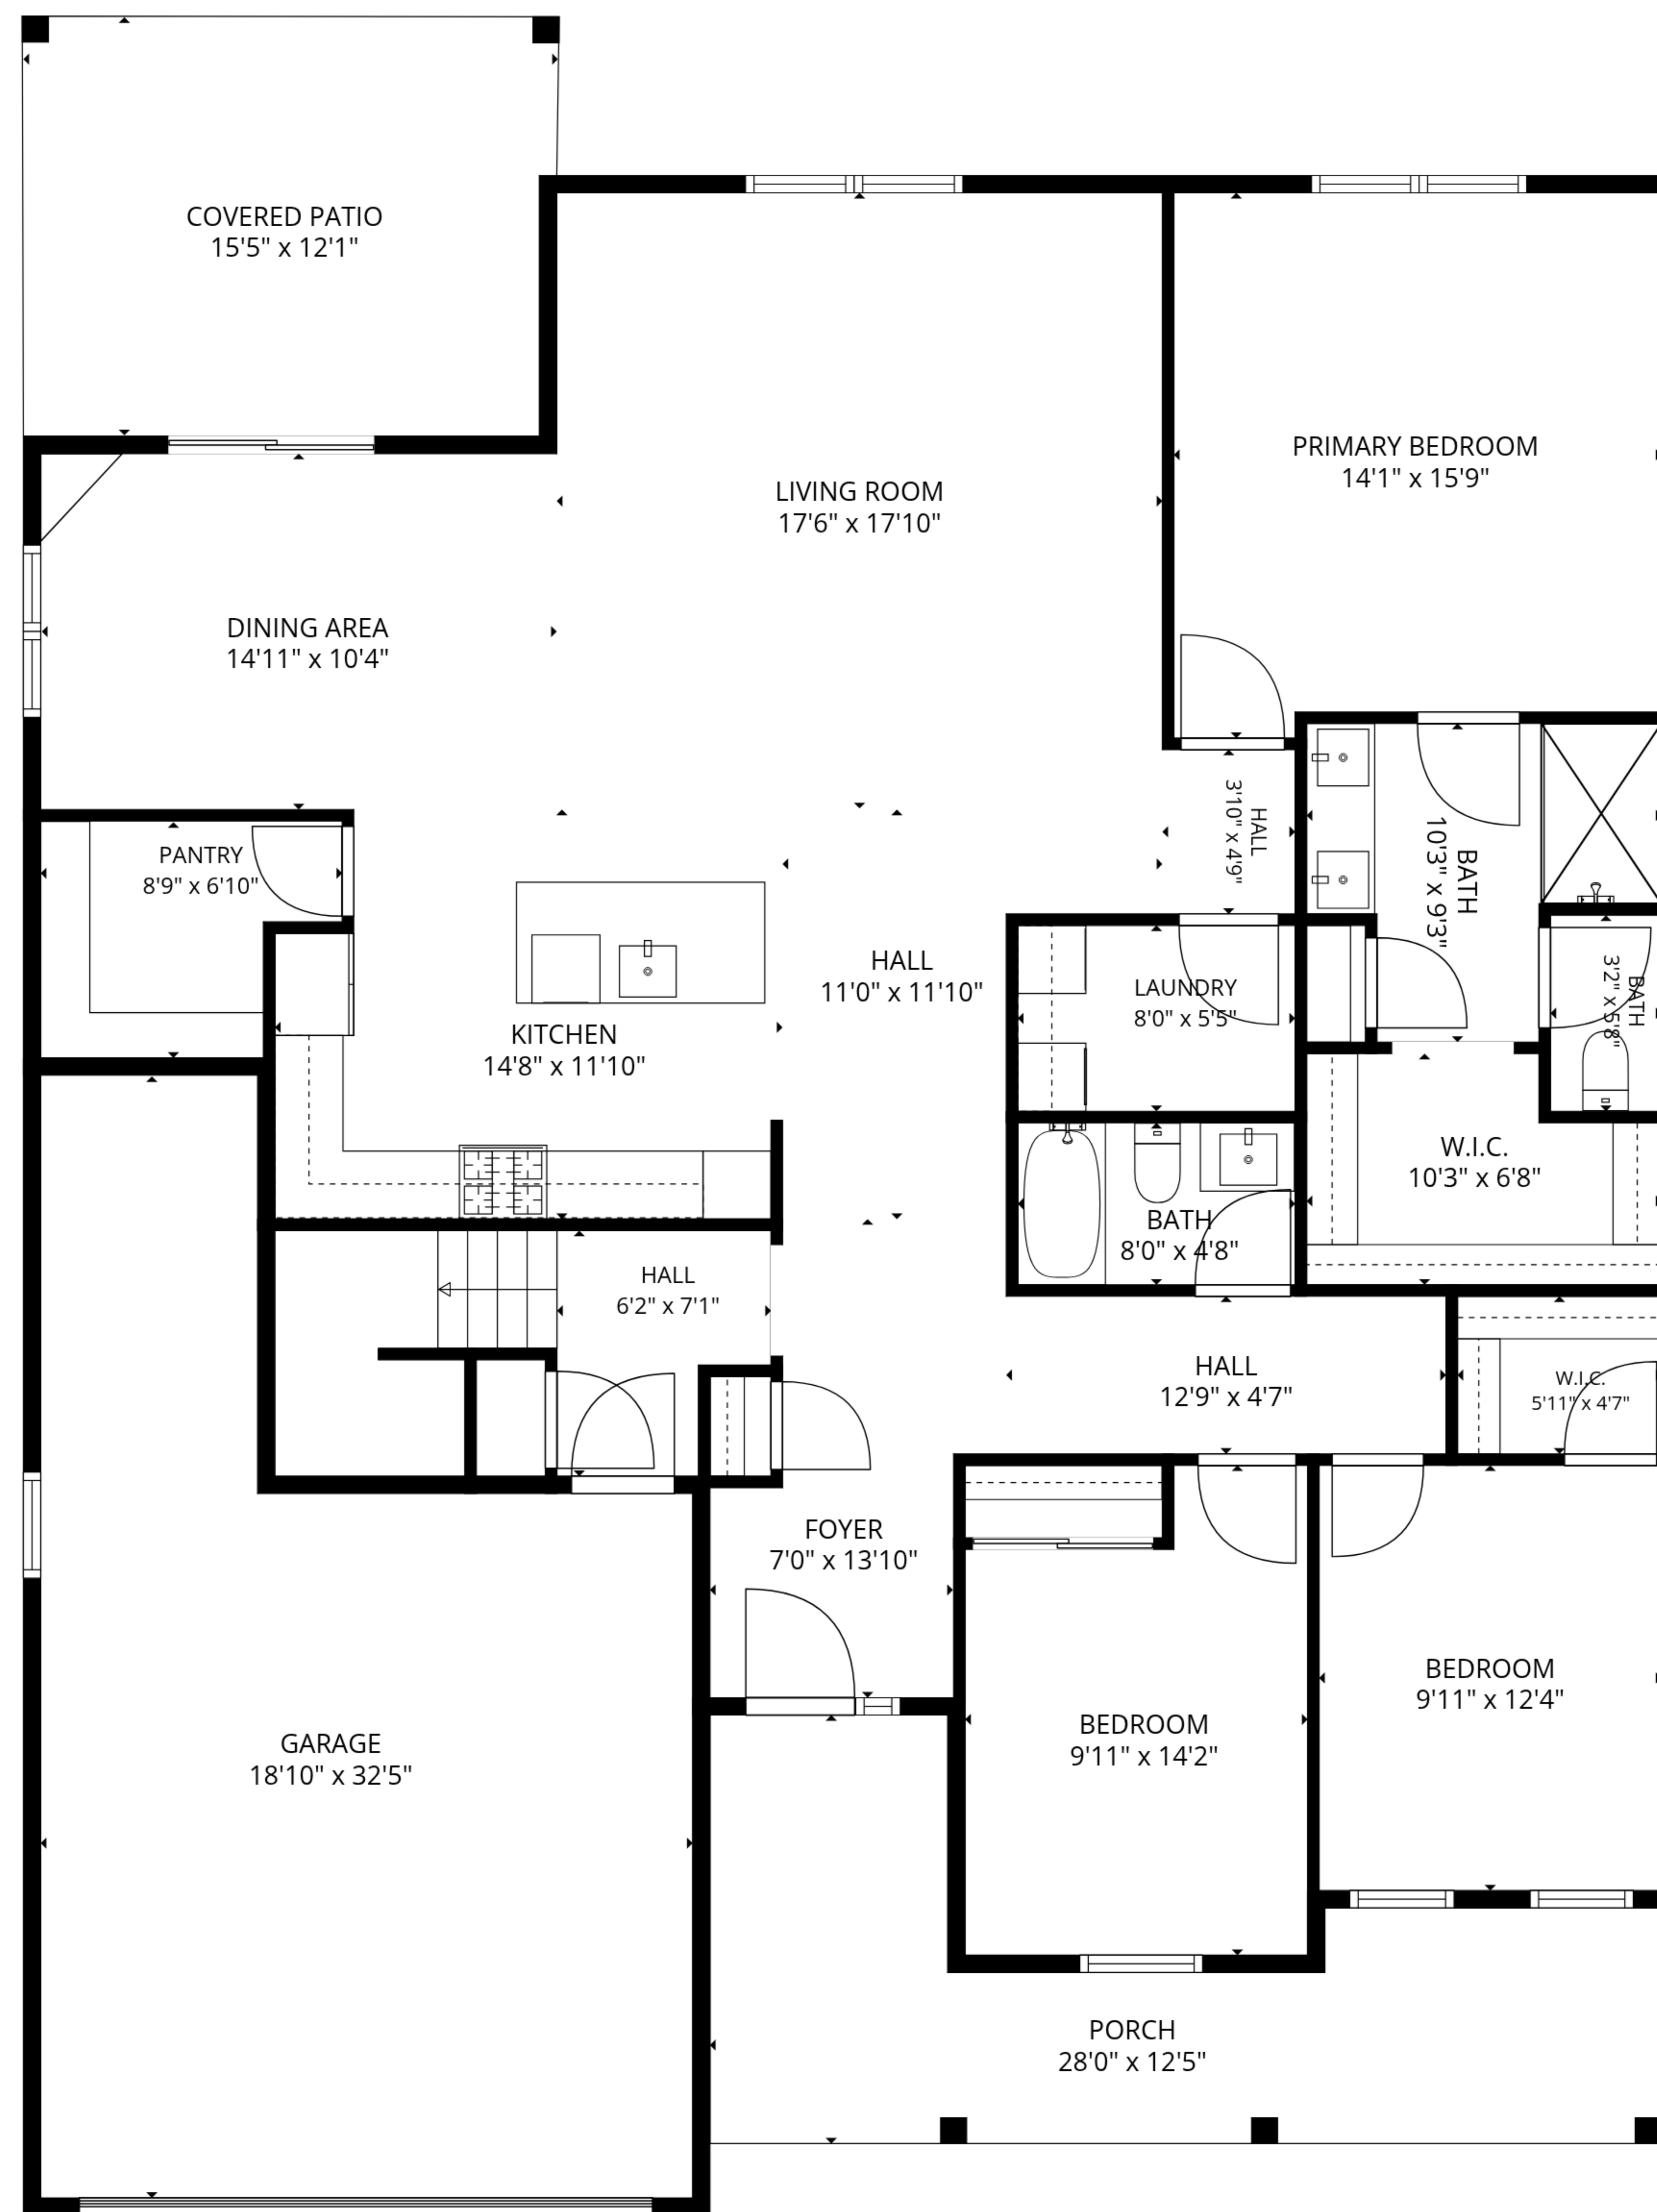 COVERED PATIO
15'5" x 12'1"
LIVING ROOM
17'6" x 17'10"
PRIMARY BEDROOM
14'1" x 15'9"
DINING AREA
14'11" x 10'4"
HALL
3'10" x 4'9"
PANTRY
8'9" x 6'10"
BATH
10'3" x 9'3"
HALL
11'0" x 11'10"
LAUNDRY
8'0" x 5'5"
BATH
3'2" x 5'8"
KITCHEN
14'8" x 11'10"
W.I.C.
10'3" x 6'8"
BATH
8'0" x 4'8"
HALL
6'2" x 7'1"
HALL
12'9" x 4'7"
W.I.C.
5'11" x 4'7"
FOYER
7'0" x 13'10"
BEDROOM
9'11" x 12'4"
BEDROOM
9'11" x 14'2"
GARAGE
18'10" x 32'5"
PORCH
28'0" x 12'5"